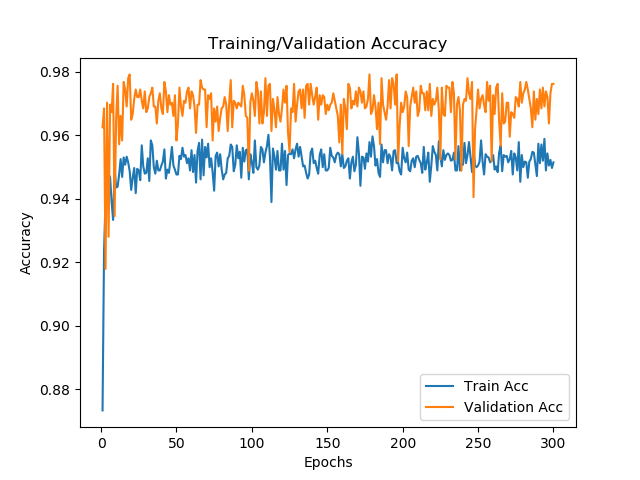 Training/Validation Accuracy
0.98
0.96
0.94
0.92
0.90
0.88
Accuracy
0 50 100 150 200 250 300
Epochs
Train Acc
Validation Acc